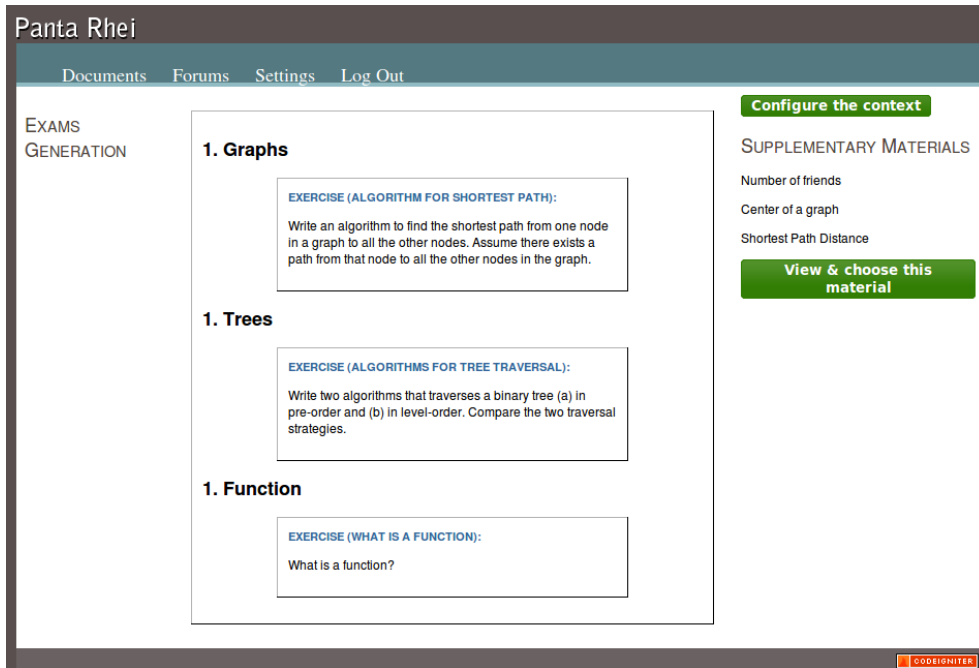 Panta Rhei
Documents Forums Settings Log Out
EXAMS
GENERATION
1. Graphs
EXERCISE (ALGORITHM FOR SHORTEST PATH):
Write an algorithm to find the shortest path from one node
in a graph to all the other nodes. Assume there exists a
path from that node to all the other nodes in the graph.
1. Trees
EXERCISE (ALGORITHMS FOR TREE TRAVERSAL):
Write two algorithms that traverses a binary tree (a) in
pre-order and (b) in level-order. Compare the two traversal
strategies.
1. Function
EXERCISE (WHAT IS A FUNCTION):
What is a function?
Configure the context
SUPPLEMENTARY MATERIALS
Number of friends
Center of a graph
Shortest Path Distance
View & choose this
material
CODEIGNITER